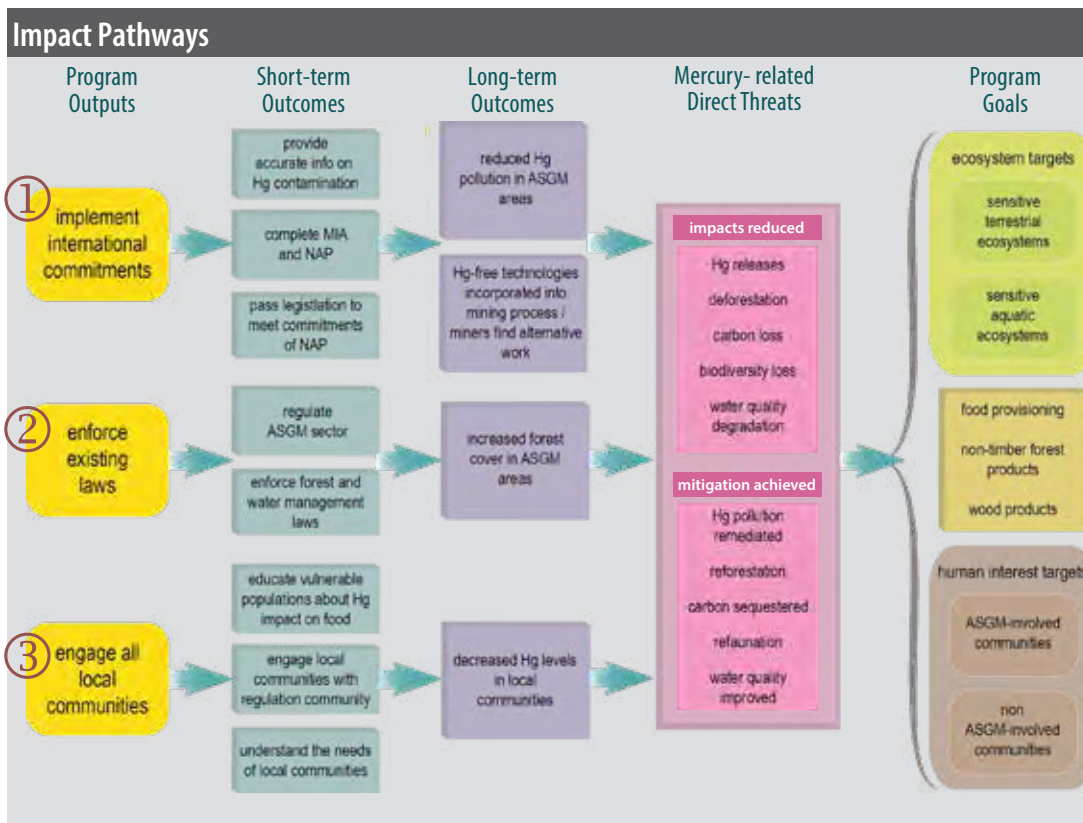 Impact Pathways
Program
Outputs
Short-term
Outcomes
Long-term
Outcomes
Mercury- related
Direct Threats
Program
Goals
1
implement
international
commitments
provide
accurate info on
Hg contamination
complete MIA
and NAP
pass legistlation to
meet commitments
of NAP
reduced Hg
pollution in ASGM
areas
Hg-free technologies
incorporated into
mining process /
miners find alternative
work
2
enforce
existing
laws
regulate
ASGM sector
enforce forest and
water management
laws
increased forest
cover in ASGM
areas
3
engage all
local
communities
educate vulnerable
populations about Hg
impact on food
engage local
communities with
regulation community
understand the needs
of local communities
decreased Hg levels
in local
communities
impacts reduced
Hg releases
deforestation
carbon loss
biodiversity loss
water quality
degradation
mitigation achieved
Hg pollution
remediated
reforestation
carbon sequestered
refaunation
water quality
improved
ecosystem targets
sensitive
terrestrial
ecosystems
sensitive
aquatic
ecosystems
food provisioning
non-timber forest
products
wood products
human interest targets
ASGM-involved
communities
non
ASGM-involved
communities